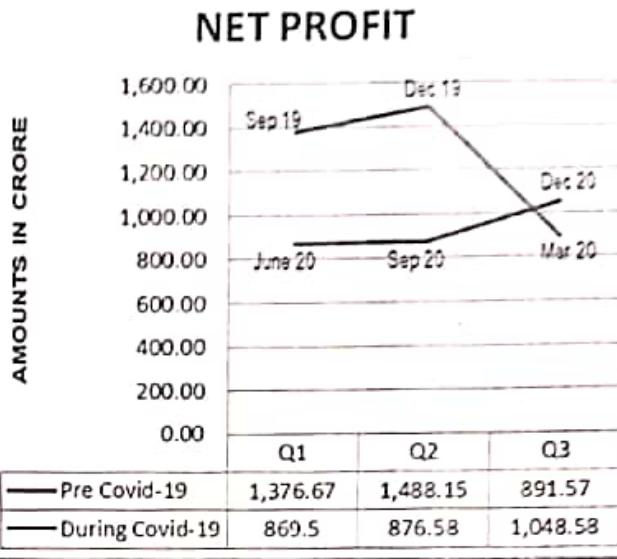 NET PROFIT
AMOUNTS IN CRORE
1,600.00
1,400.00
1,200.00
1,000.00
800.00
600.00
400.00
200.00
0.00
Dec 19
Sep 19
Dec 20
June 20
Sep 20
Mar 20
Q1 Q2 Q3
Pre Covid-19 1,376.67 1,488.15 891.57
During Covid-19 869.5 876.58 1,048.58